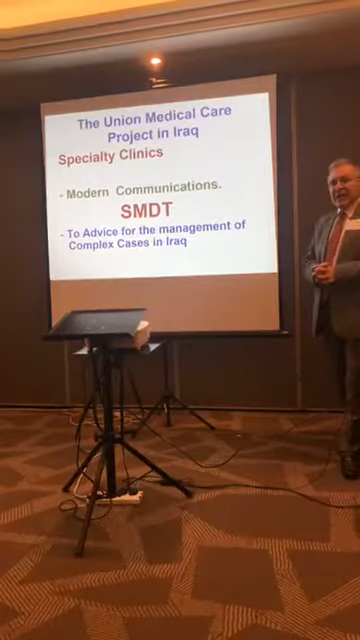 The Union Medical Care
Project in Iraq
Specialty Clinics
- Modern Communications.
SMDT
- To Advice for the management of
Complex Cases in Iraq